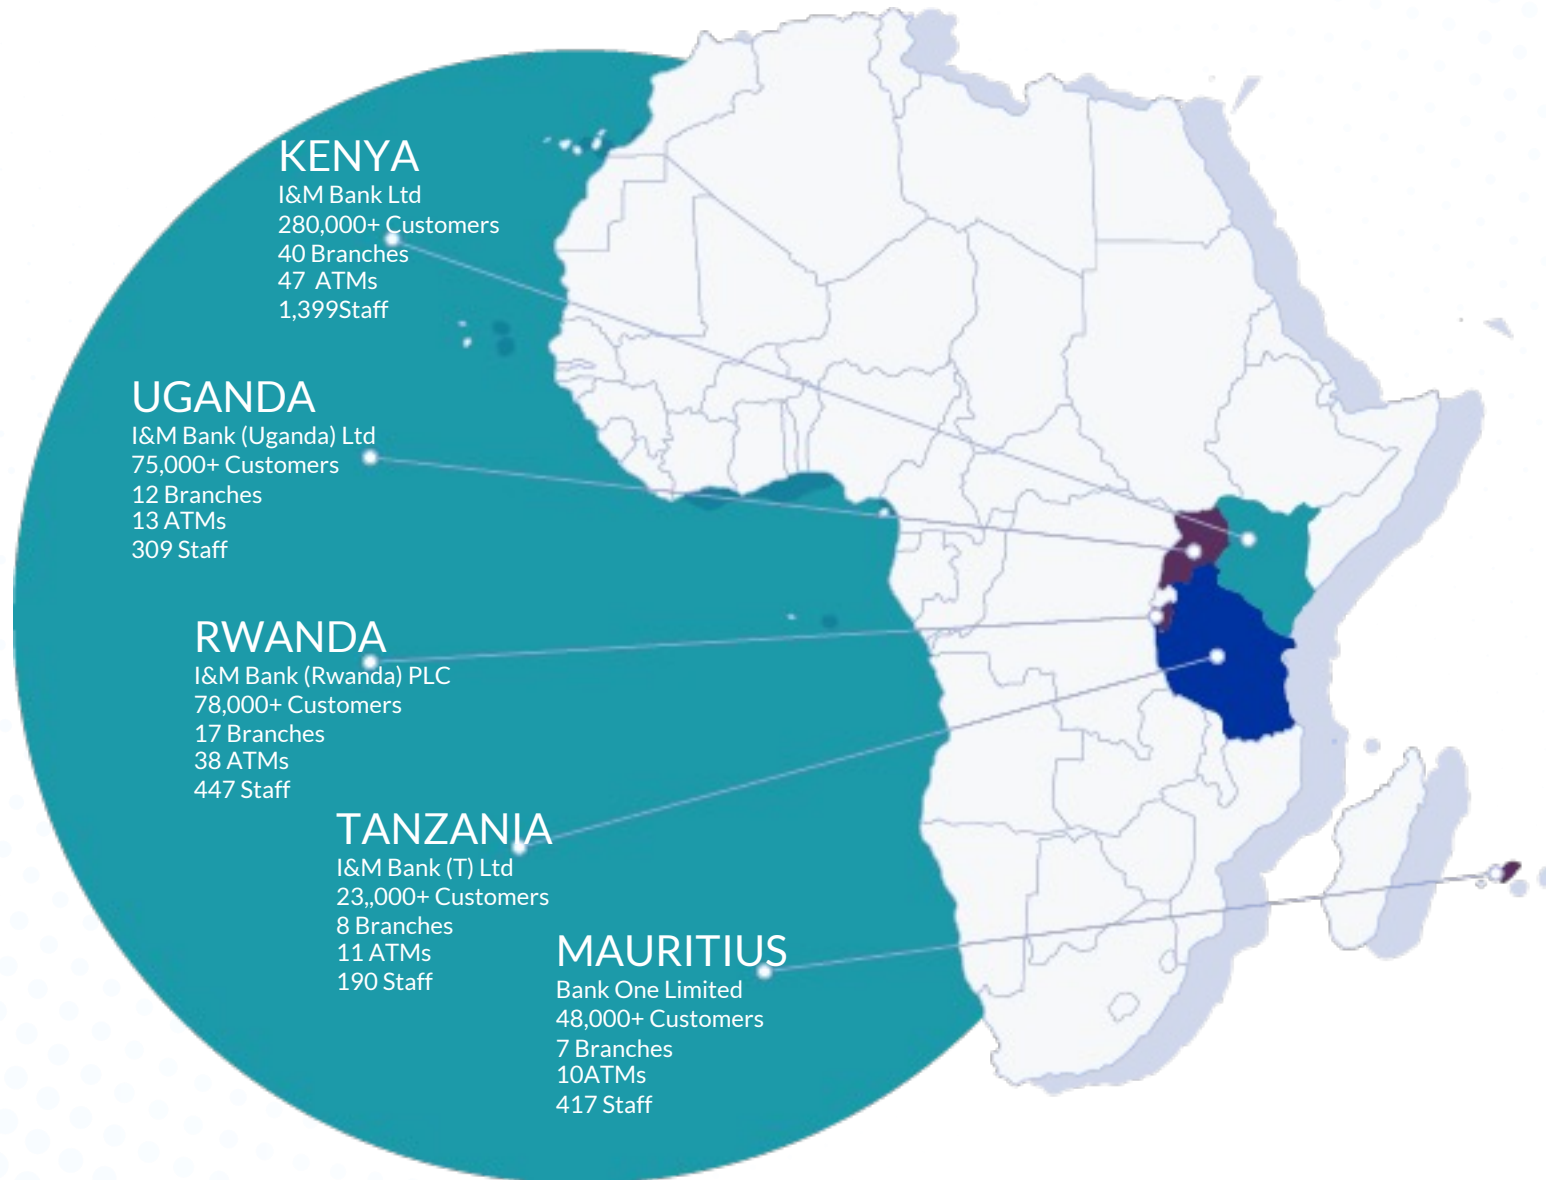 KENYA
I&M Bank Ltd
280,000+ Customers
40 Branches
47 ATMs
1,399Staff
UGANDA
I&M Bank (Uganda) Ltd
75,000+ Customers
12 Branches
13 ATMs
309 Staff
RWANDA
I&M Bank (Rwanda) PLC
78,000+ Customers
17 Branches
38 ATMs
447 Staff
TANZANIA
I&M Bank (T) Ltd
23,,000+ Customers
8 Branches
11 ATMs
190 Staff
MAURITIUS
Bank One Limited
48,000+ Customers
7 Branches
10ATMs
417 Staff